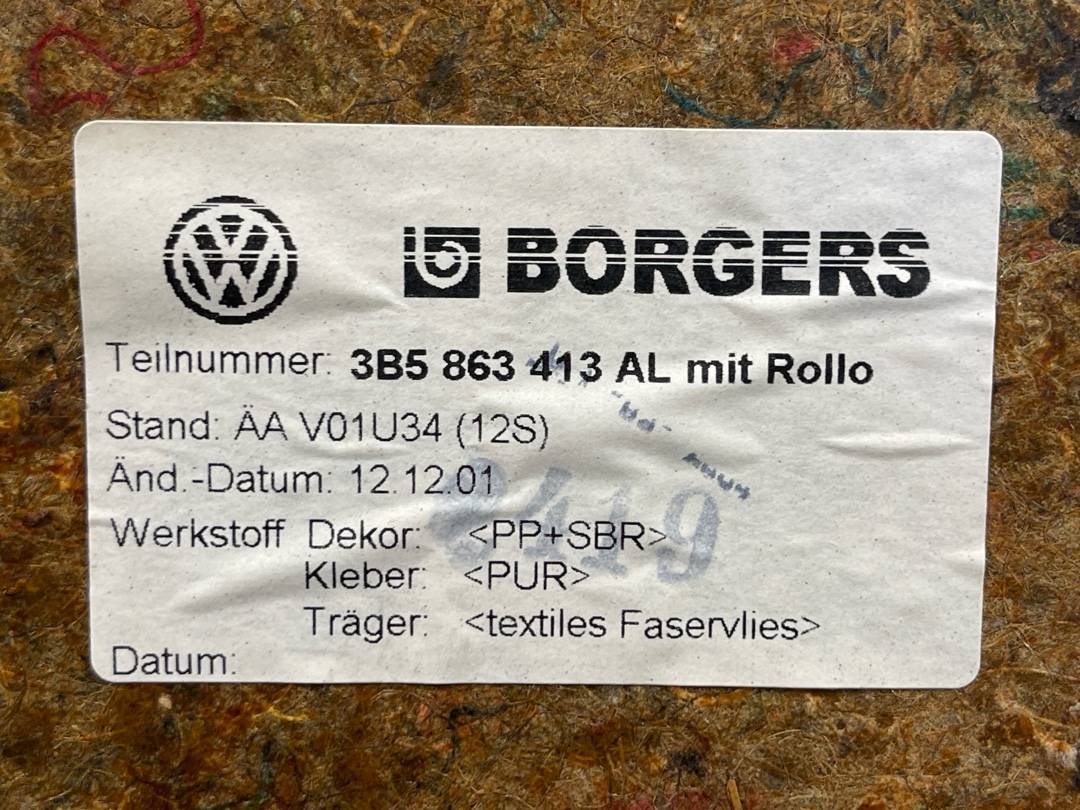 VW BORGERS
Teilnummer: 3B5 863 413 AL mit Rollo
Stand: ÄA V01U34 (12S)
Änd.-Datum: 12.12.01
Werkstoff Dekor: <PP+SBR>
Kleber: <PUR>
Träger: <textiles Faservlies>
Datum: